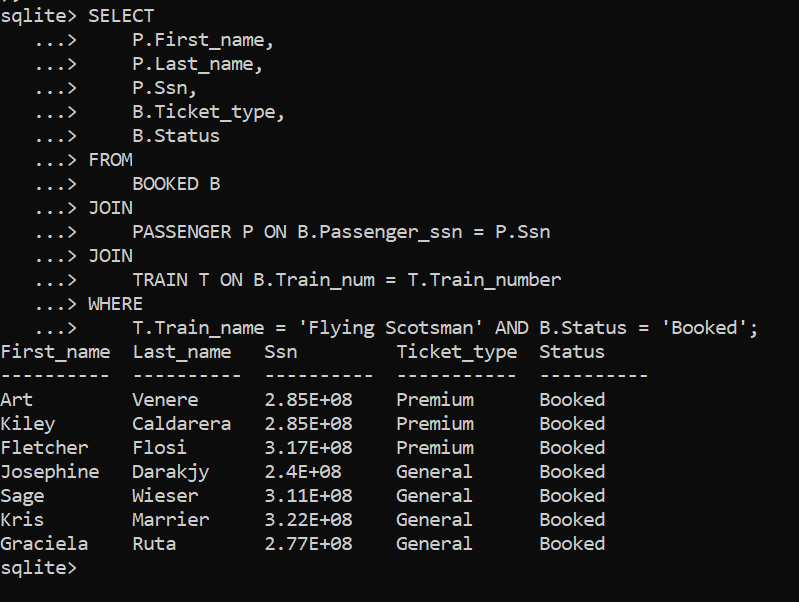 sqlite> SELECT
   ...>     P.First_name,
   ...>     P.Last_name,
   ...>     P.Ssn,
   ...>     B.Ticket_type,
   ...>     B.Status
   ...> FROM
   ...>     BOOKED B
   ...> JOIN
   ...>     PASSENGER P ON B.Passenger_ssn = P.Ssn
   ...> JOIN
   ...>     TRAIN T ON B.Train_num = T.Train_number
   ...> WHERE
   ...>     T.Train_name = 'Flying Scotsman' AND B.Status = 'Booked';
First_name  Last_name   Ssn         Ticket_type  Status
----------  ----------  ----------  -----------  ----------
Art         Venere      2.85E+08    Premium      Booked
Kiley       Caldarera   2.85E+08    Premium      Booked
Fletcher    Flosi       3.17E+08    Premium      Booked
Josephine   Darakjy     2.4E+08     General      Booked
Sage        Wieser      3.11E+08    General      Booked
Kris        Marrier     3.22E+08    General      Booked
Graciela    Ruta        2.77E+08    General      Booked
sqlite>